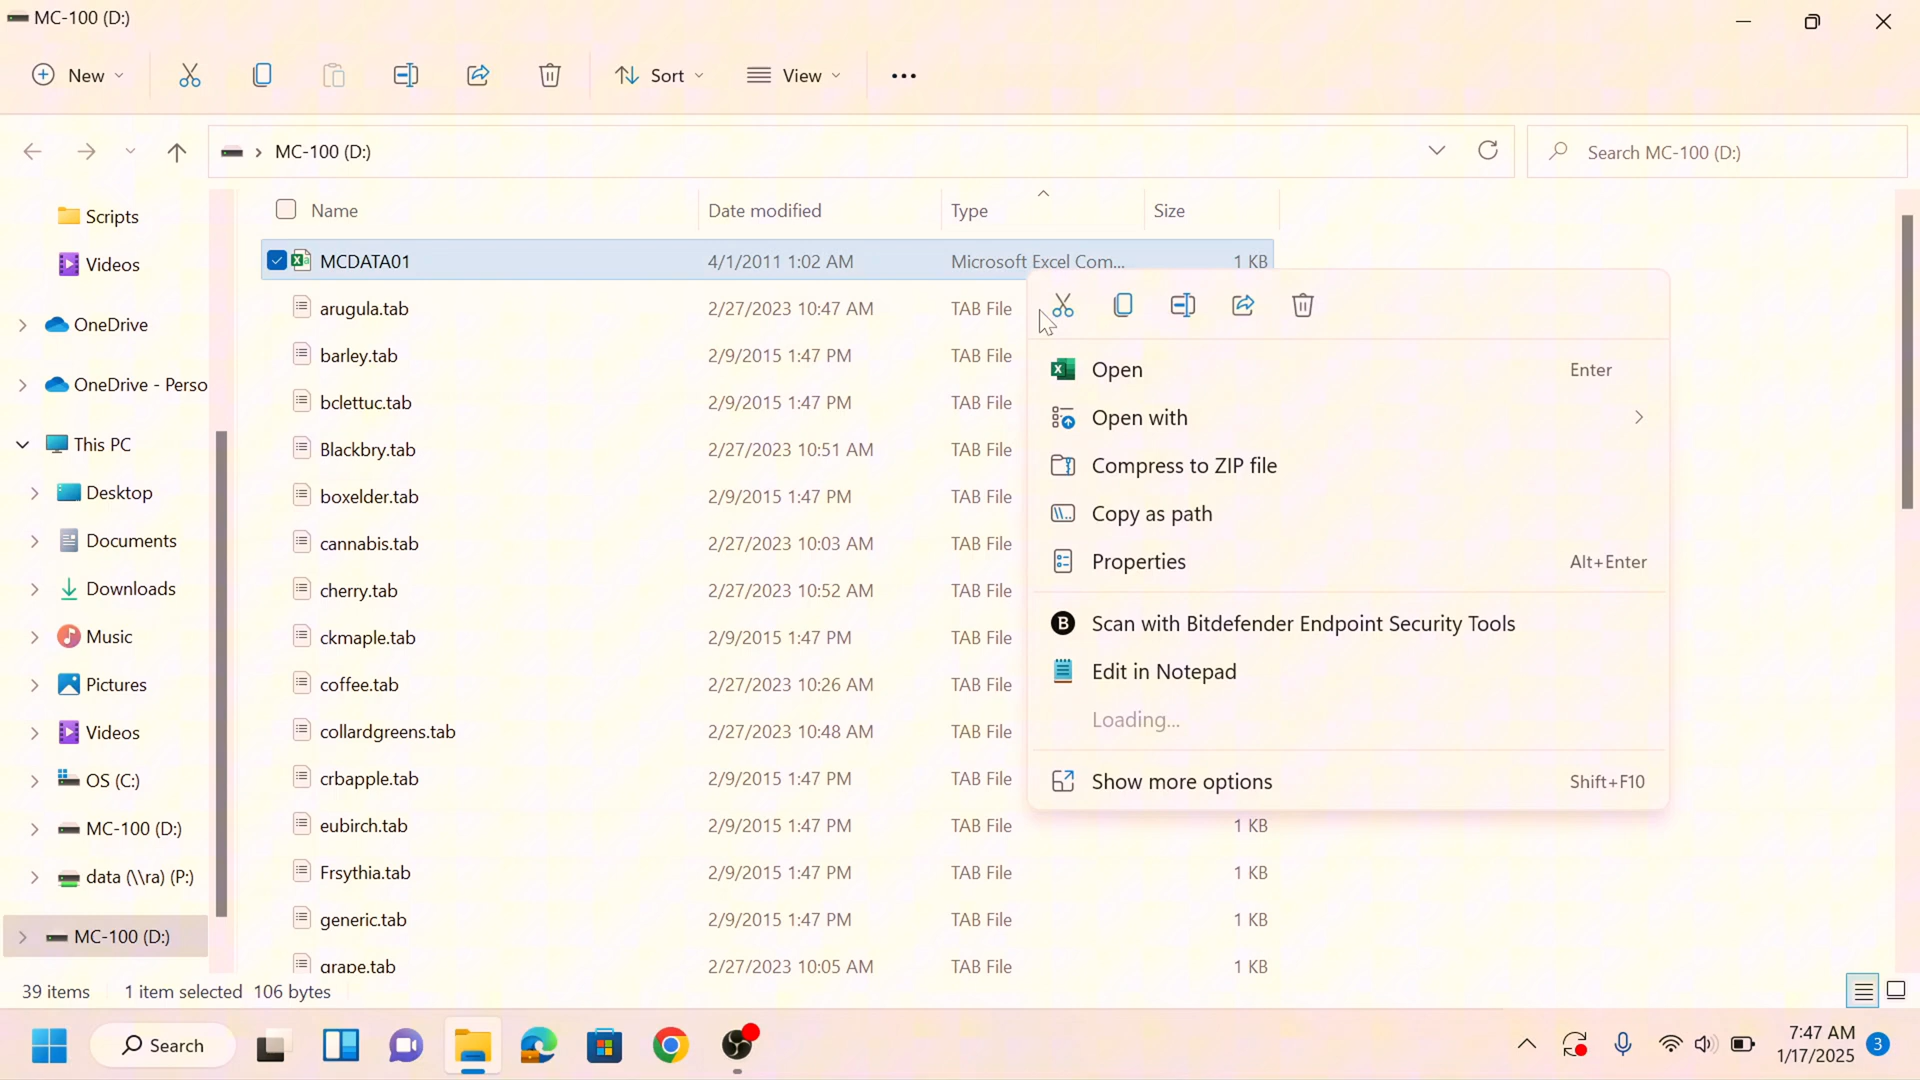 MC-100 (D:)
New
Sort
View
MC-100 (D:)
Search MC-100 (D:)
Scripts
Videos
OneDrive
OneDrive - Perso
This PC
Desktop
Documents
Downloads
Music
Pictures
Videos
OS (C:)
MC-100 (D:)
data (\\ra) (P:)
MC-100 (D:)
Name Date modified Type Size
MCDATA01 4/1/2011 1:02 AM Microsoft Excel Com... 1 KB
arugula.tab 2/27/2023 10:47 AM TAB File
barley.tab 2/9/2015 1:47 PM TAB File
bclettuc.tab 2/9/2015 1:47 PM TAB File
Blackbry.tab 2/27/2023 10:51 AM TAB File
boxelder.tab 2/9/2015 1:47 PM TAB File
cannabis.tab 2/27/2023 10:03 AM TAB File
cherry.tab 2/27/2023 10:52 AM TAB File
ckmaple.tab 2/9/2015 1:47 PM TAB File
coffee.tab 2/27/2023 10:26 AM TAB File
collardgreens.tab 2/27/2023 10:48 AM TAB File
crbapple.tab 2/9/2015 1:47 PM TAB File
eubirch.tab 2/9/2015 1:47 PM TAB File 1 KB
Frsythia.tab 2/9/2015 1:47 PM TAB File 1 KB
generic.tab 2/9/2015 1:47 PM TAB File 1 KB
grape.tab 2/27/2023 10:05 AM TAB File 1 KB
Open Enter
Open with
Compress to ZIP file
Copy as path
Properties Alt+Enter
B Scan with Bitdefender Endpoint Security Tools
Edit in Notepad
Loading...
Show more options Shift+F10
39 items 1 item selected 106 bytes
Search
7:47 AM
1/17/2025
3